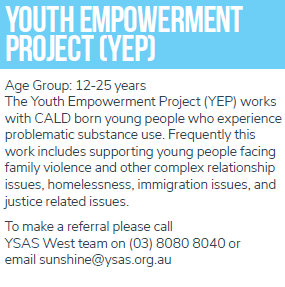 YOUTH EMPOWERMENT
PROJECT (YEP)
Age Group: 12-25 years
The Youth Empowerment Project (YEP) works
with CALD born young people who experience
problematic substance use. Frequently this
work includes supporting young people facing
family violence and other complex relationship
issues, homelessness, immigration issues, and
justice related issues.
To make a referral please call
YSAS West team on (03) 8080 8040 or
email sunshine@ysas.org.au